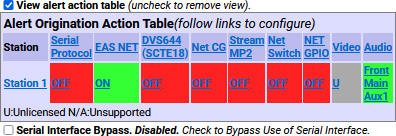 View alert action table (uncheck to remove view).
Alert Origination Action Table(follow links to configure)
Station Serial Protocol EAS NET DVS644 (SCTE18) Net CG Stream MP2 Net Switch NET GPIO Video Audio
Station 1 OFF ON OFF OFF OFF OFF OFF U Front Main Aux1
U:Unlicensed N/A:Unsupported
Serial Interface Bypass. Disabled. Check to Bypass Use of Serial Interface.